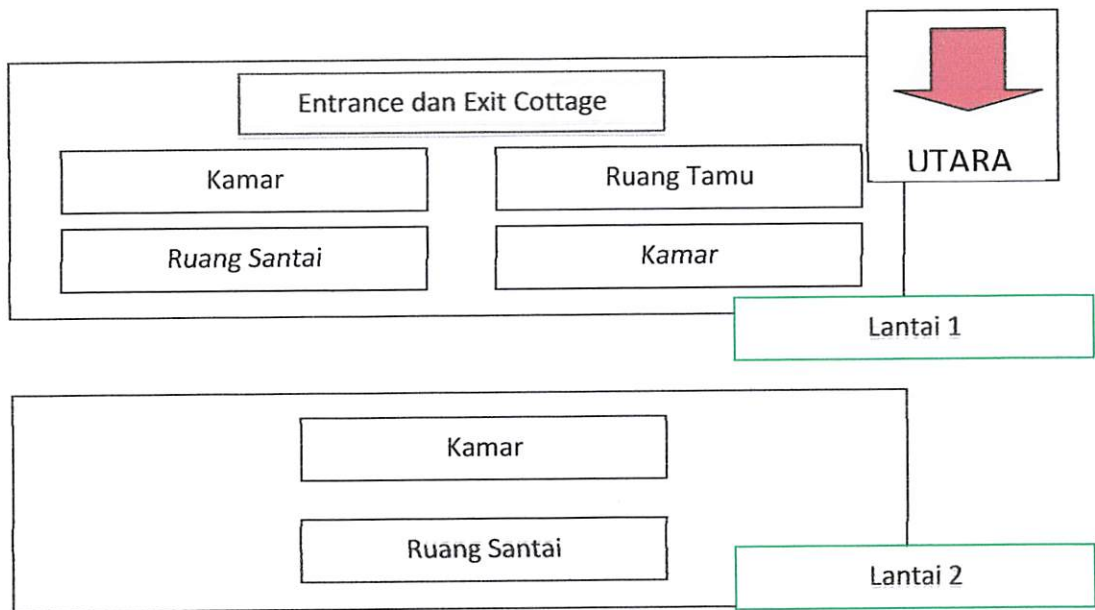 Entrance dan Exit Cottage
UTARA
Kamar
Ruang Tamu
Ruang Santai
Kamar
Lantai 1
Kamar
Ruang Santai
Lantai 2